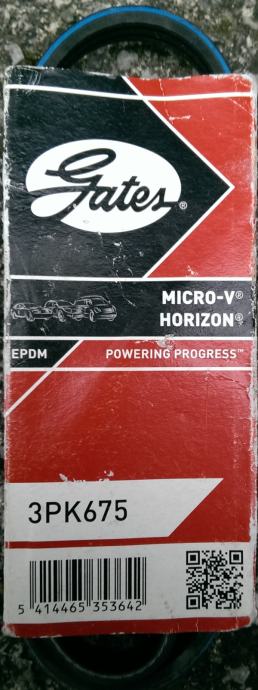 Gates®
MICRO-V®
HORIZON®
EPDM
POWERING PROGRESS™
3PK675
5 414465 353642